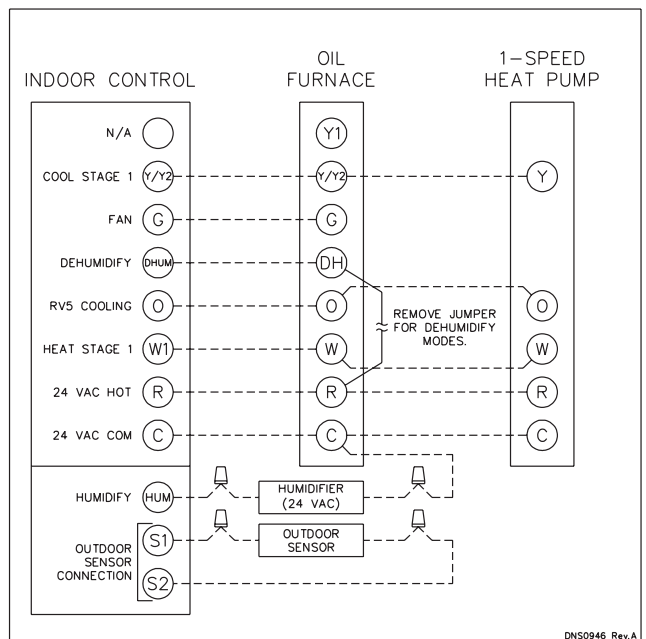 INDOOR CONTROL
OIL
FURNACE
1-SPEED
HEAT PUMP
N/A
Y1
COOL STAGE 1 Y/Y2 Y/Y2 Y
FAN G G
DEHUMIDIFY DHUM DH
RV5 COOLING O O O
REMOVE JUMPER
FOR DEHUMIDIFY
MODES.
HEAT STAGE 1 W1 W W
24 VAC HOT R R R
24 VAC COM C C C
HUMIDIFY HUM
HUMIDIFIER
(24 VAC)
OUTDOOR
SENSOR
CONNECTION
S1
S2
OUTDOOR
SENSOR
DNS0946 Rev.A